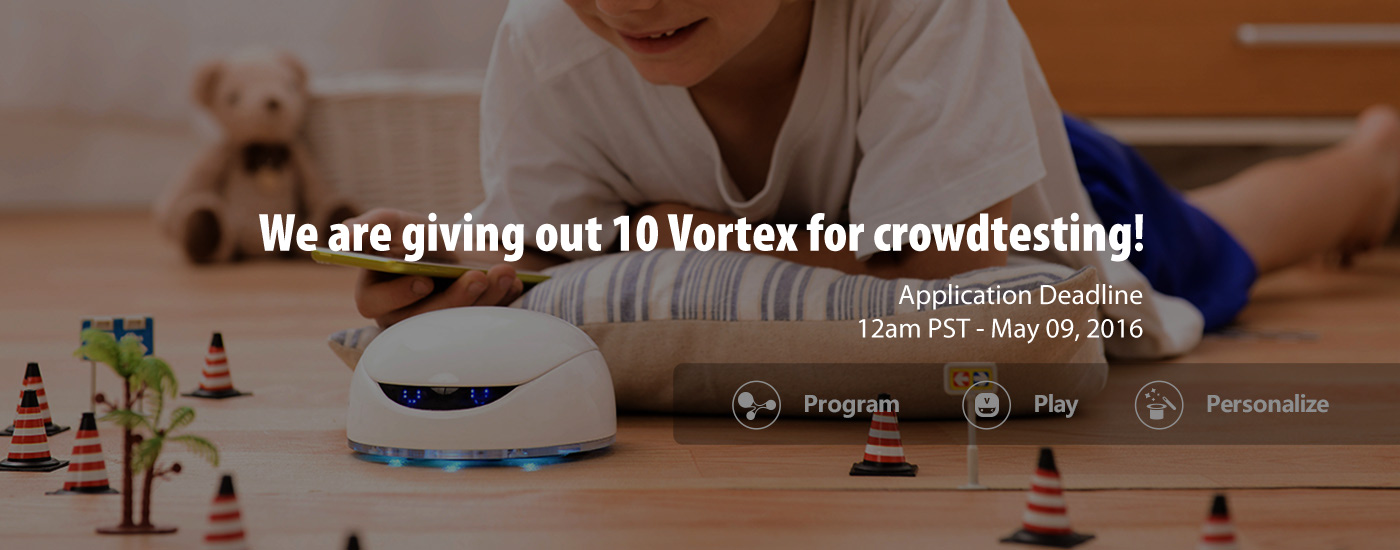 We are giving out 10 Vortex for crowdtesting!
Application Deadline
12am PST - May 09, 2016
Program
Play
Personalize